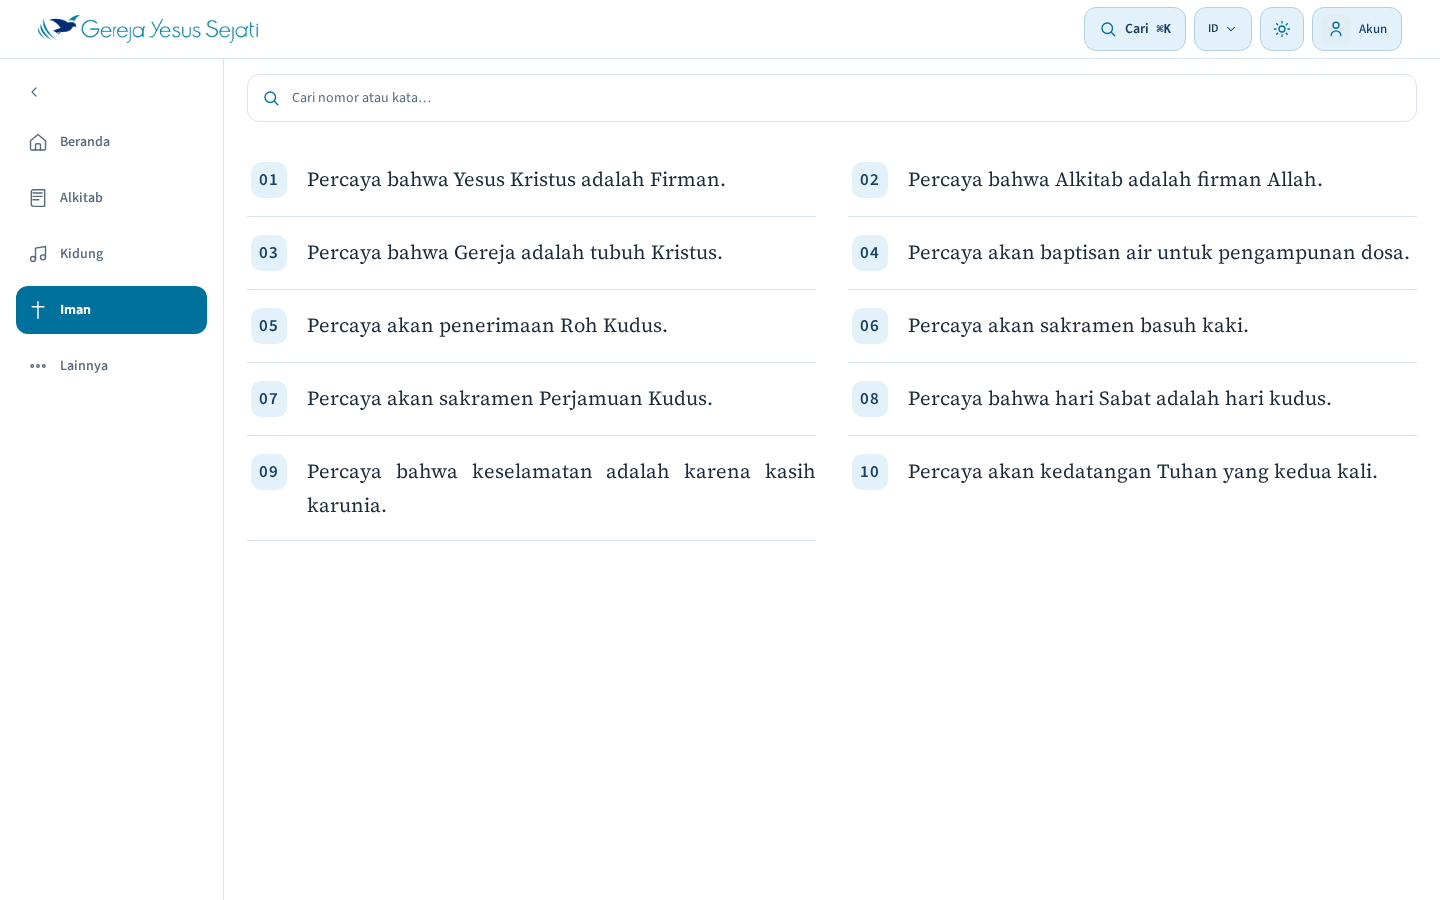 Gereja Yesus Sejati
Cari ⌘K
ID
Akun
Beranda
Alkitab
Kidung
Iman
Lainnya
Cari nomor atau kata...
01 Percaya bahwa Yesus Kristus adalah Firman.
02 Percaya bahwa Alkitab adalah firman Allah.
03 Percaya bahwa Gereja adalah tubuh Kristus.
04 Percaya akan baptisan air untuk pengampunan dosa.
05 Percaya akan penerimaan Roh Kudus.
06 Percaya akan sakramen basuh kaki.
07 Percaya akan sakramen Perjamuan Kudus.
08 Percaya bahwa hari Sabat adalah hari kudus.
09 Percaya bahwa keselamatan adalah karena kasih
karunia.
10 Percaya akan kedatangan Tuhan yang kedua kali.